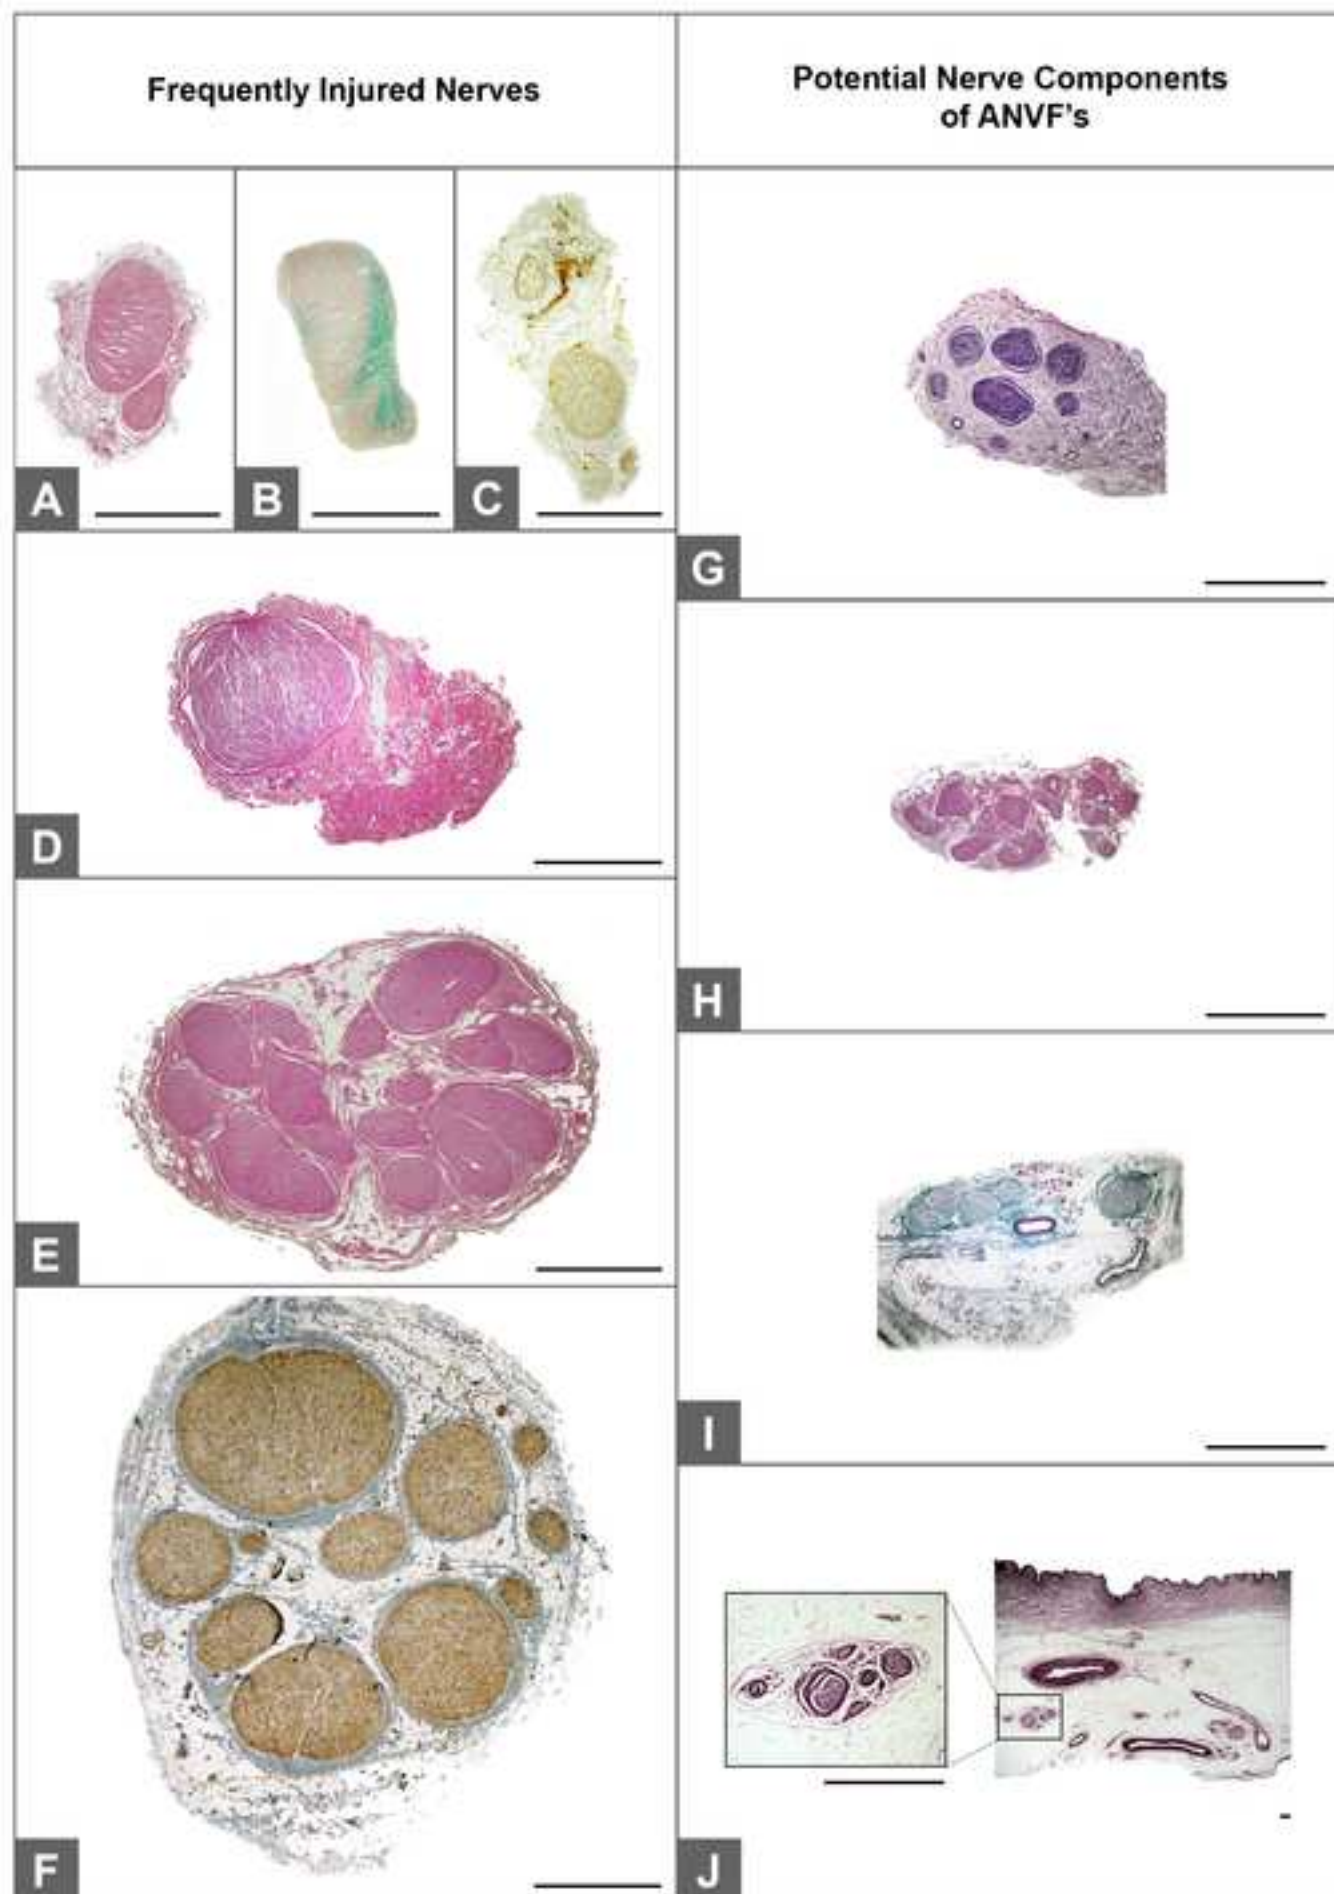 Frequently Injured Nerves
Potential Nerve Components
of ANVF's
A
B
C
D
E
F
G
H
I
J